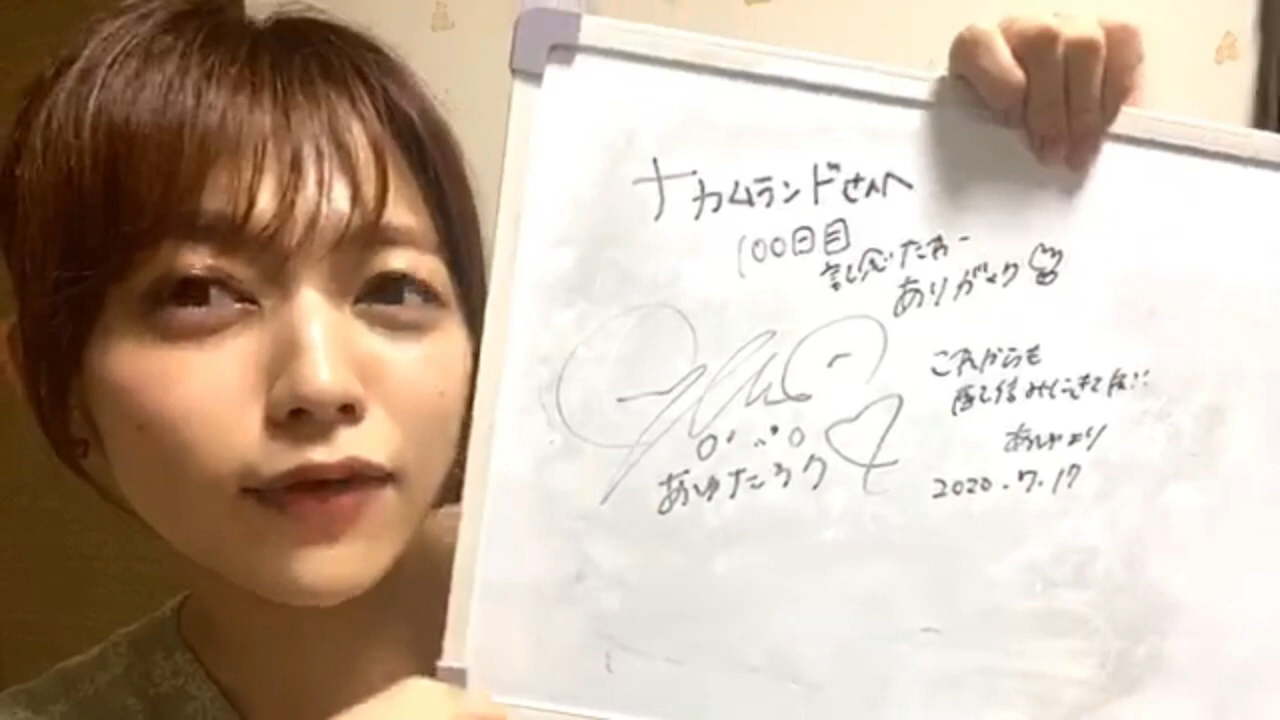 ナカムランドさんへ
100日目
記念だお〜
ありがとう
これからも
配信みにきてね!!
あゆより
2020.7.17
あゆたろう